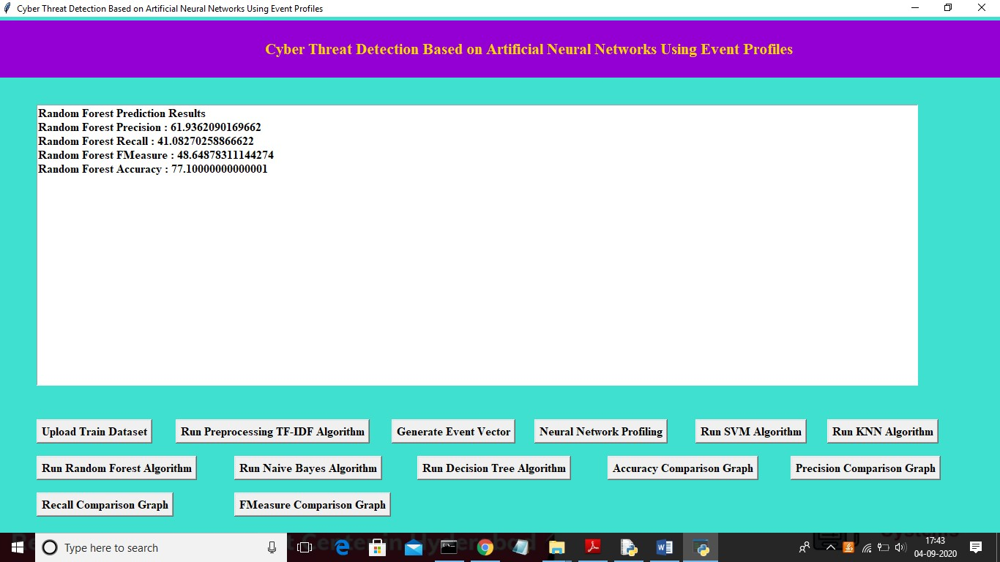 Cyber Threat Detection Based on Artificial Neural Networks Using Event Profiles
Cyber Threat Detection Based on Artificial Neural Networks Using Event Profiles
Random Forest Prediction Results
Random Forest Precision : 61.9362090169662
Random Forest Recall : 41.08270258866622
Random Forest FMeasure : 48.64878311144274
Random Forest Accuracy : 77.10000000000001
Upload Train Dataset Run Preprocessing TF-IDF Algorithm Generate Event Vector Neural Network Profiling Run SVM Algorithm Run KNN Algorithm
Run Random Forest Algorithm Run Naive Bayes Algorithm Run Decision Tree Algorithm Accuracy Comparison Graph Precision Comparison Graph
Recall Comparison Graph FMeasure Comparison Graph
Type here to search
17:43
04-09-2020